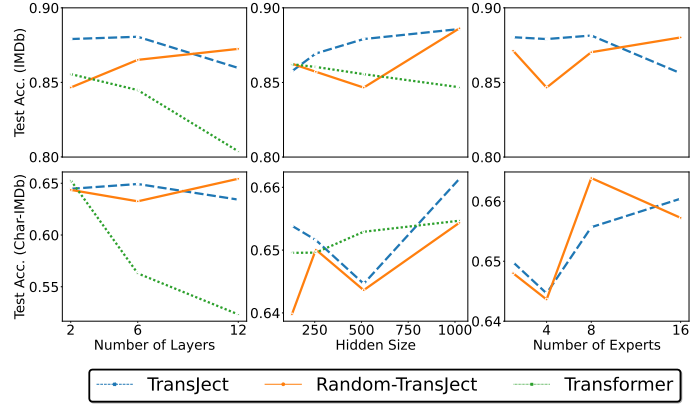 0.90 0.90 0.90
Test Acc. (IMDb)
0.85 0.85 0.85
0.80 0.80 0.80
Test Acc. (Char-IMDb)
0.65 0.66 0.66
0.60 0.65 0.65
0.55 0.64 0.64
2 6 12 250 500 750 1000 4 8 16
Number of Layers Hidden Size Number of Experts
TransJect Random-TransJect Transformer